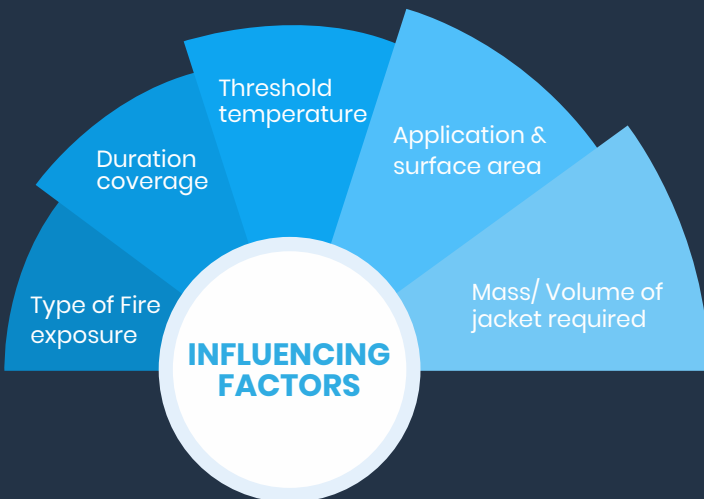 Threshold
temperature
Application &
surface area
Duration
coverage
Type of Fire
exposure
Mass/ Volume of
jacket required
INFLUENCING
FACTORS